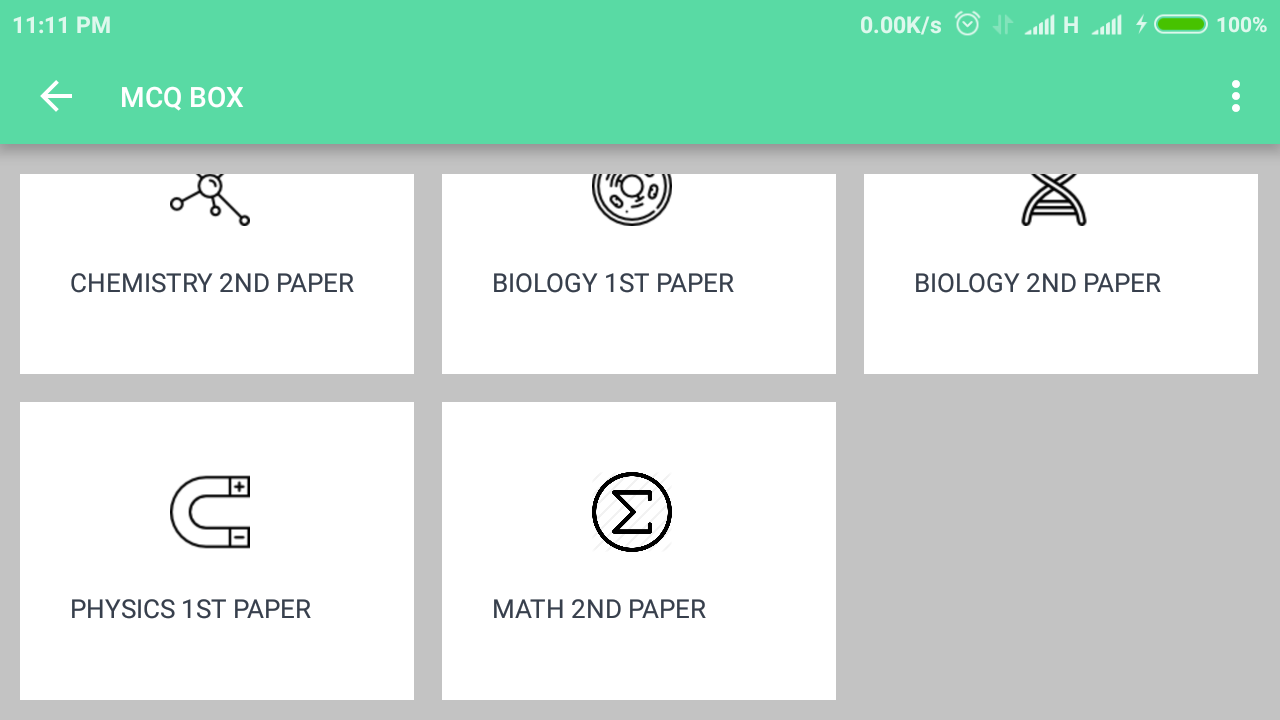 11:11 PM 0.00K/s H 100%
MCQ BOX
CHEMISTRY 2ND PAPER
BIOLOGY 1ST PAPER
BIOLOGY 2ND PAPER
PHYSICS 1ST PAPER
MATH 2ND PAPER